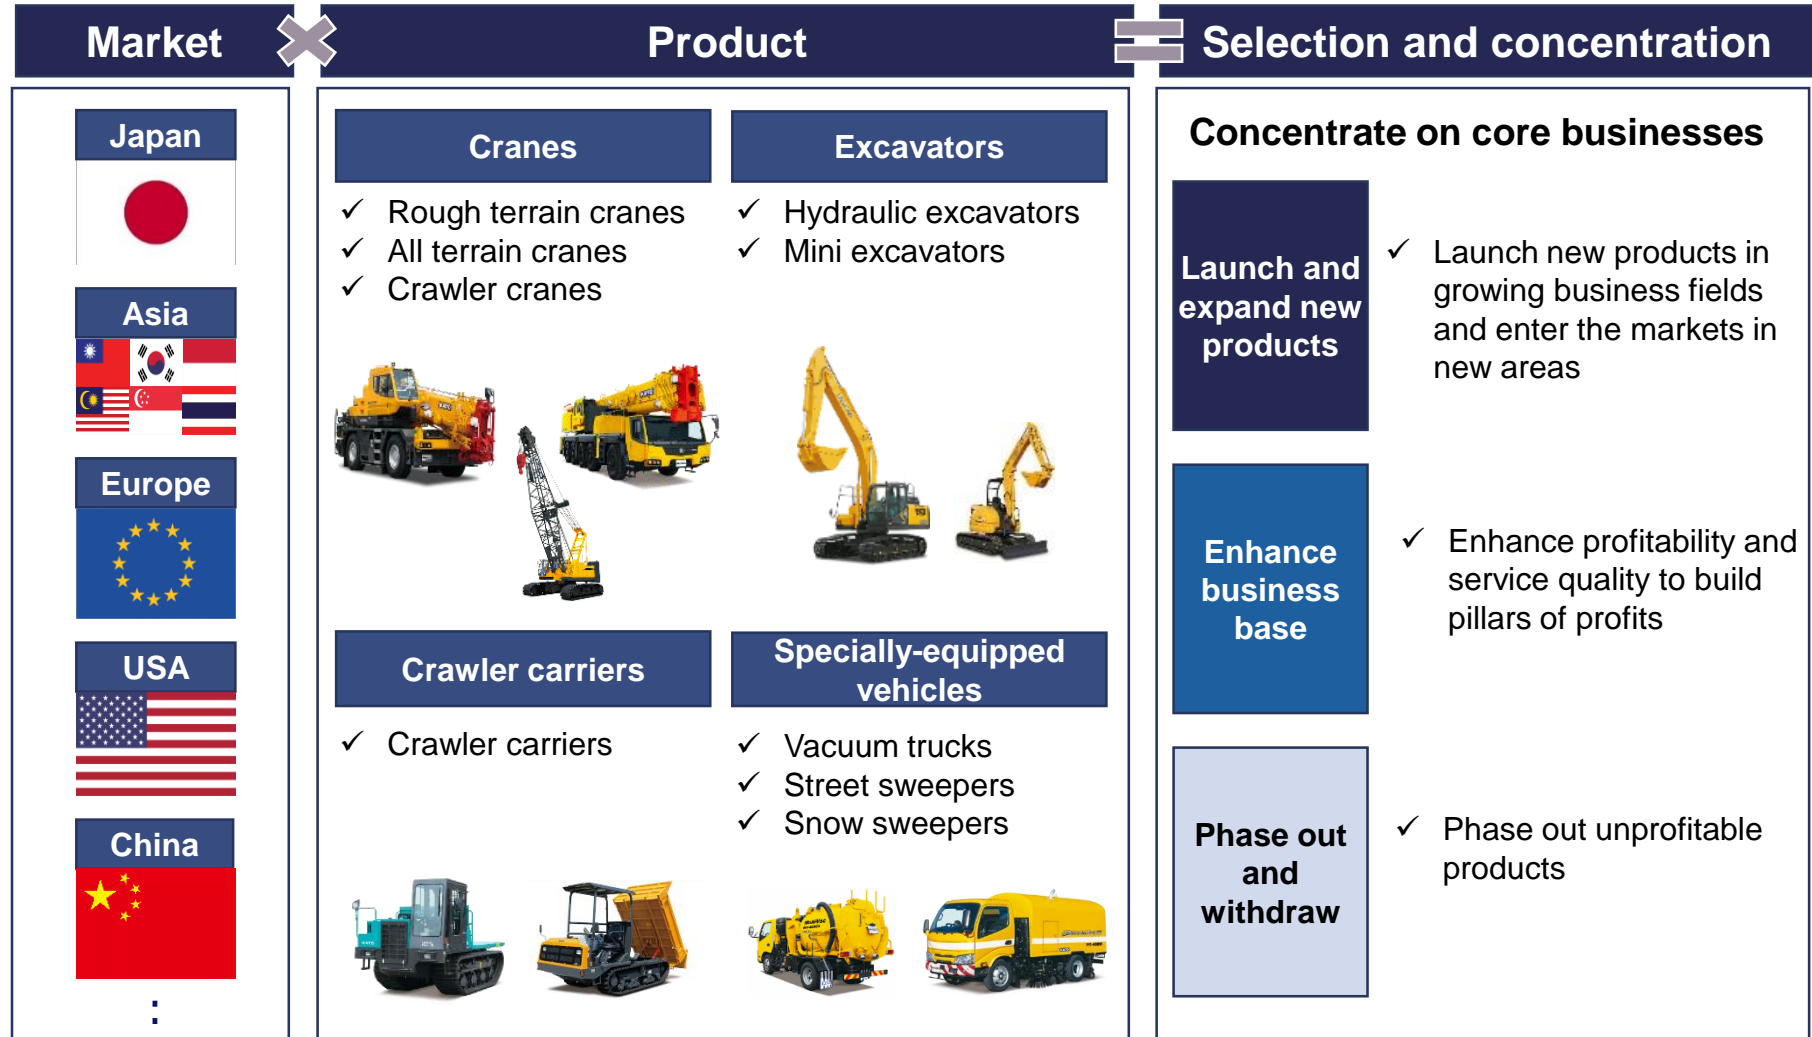 Market
Product
Selection and concentration
Japan
Asia
Europe
USA
China
:
Cranes
✓ Rough terrain cranes
✓ All terrain cranes
✓ Crawler cranes
Excavators
✓ Hydraulic excavators
✓ Mini excavators
Crawler carriers
✓ Crawler carriers
Specially-equipped
vehicles
✓ Vacuum trucks
✓ Street sweepers
✓ Snow sweepers
Concentrate on core businesses
Launch and
expand new
products
✓ Launch new products in
growing business fields
and enter the markets in
new areas
Enhance
business
base
✓ Enhance profitability and
service quality to build
pillars of profits
Phase out
and
withdraw
✓ Phase out unprofitable
products